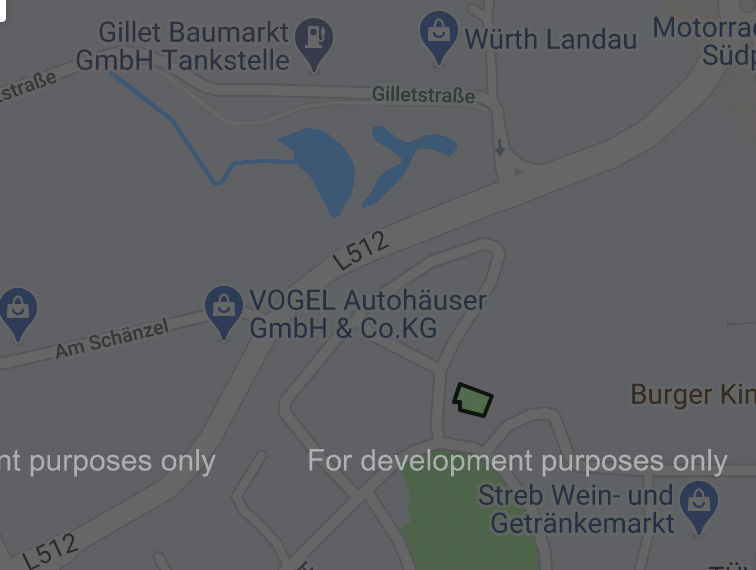 Gillet Baumarkt
GmbH Tankstelle
Würth Landau
Motorrad
Südp
tstraße
Gilletstraße
L512
VOGEL Autohäuser
GmbH & Co.KG
Am Schänzel
Burger Kin
nt purposes only
For development purposes only
Streb Wein- und
Getränkemarkt
L512